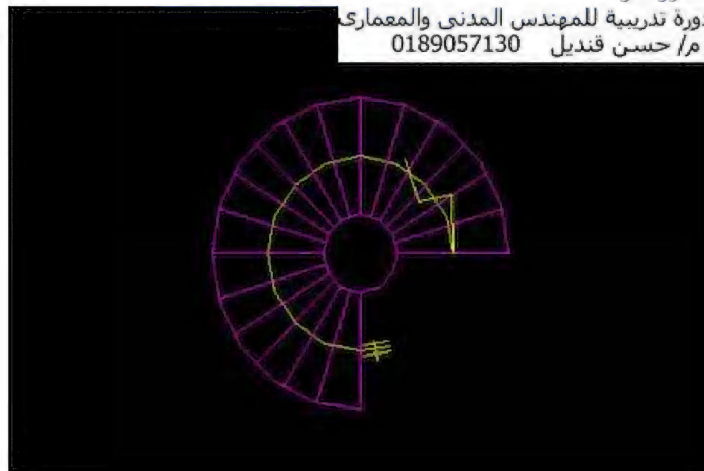 دورة تدريبية للمهندس المدنى والمعمارى
م/ حسن قنديل 0189057130